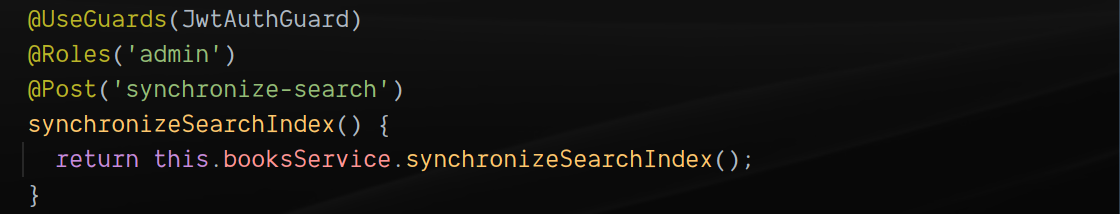 @UseGuards(JwtAuthGuard)
@Roles('admin')
@Post('synchronize-search')
synchronizeSearchIndex() {
  return this.booksService.synchronizeSearchIndex();
}